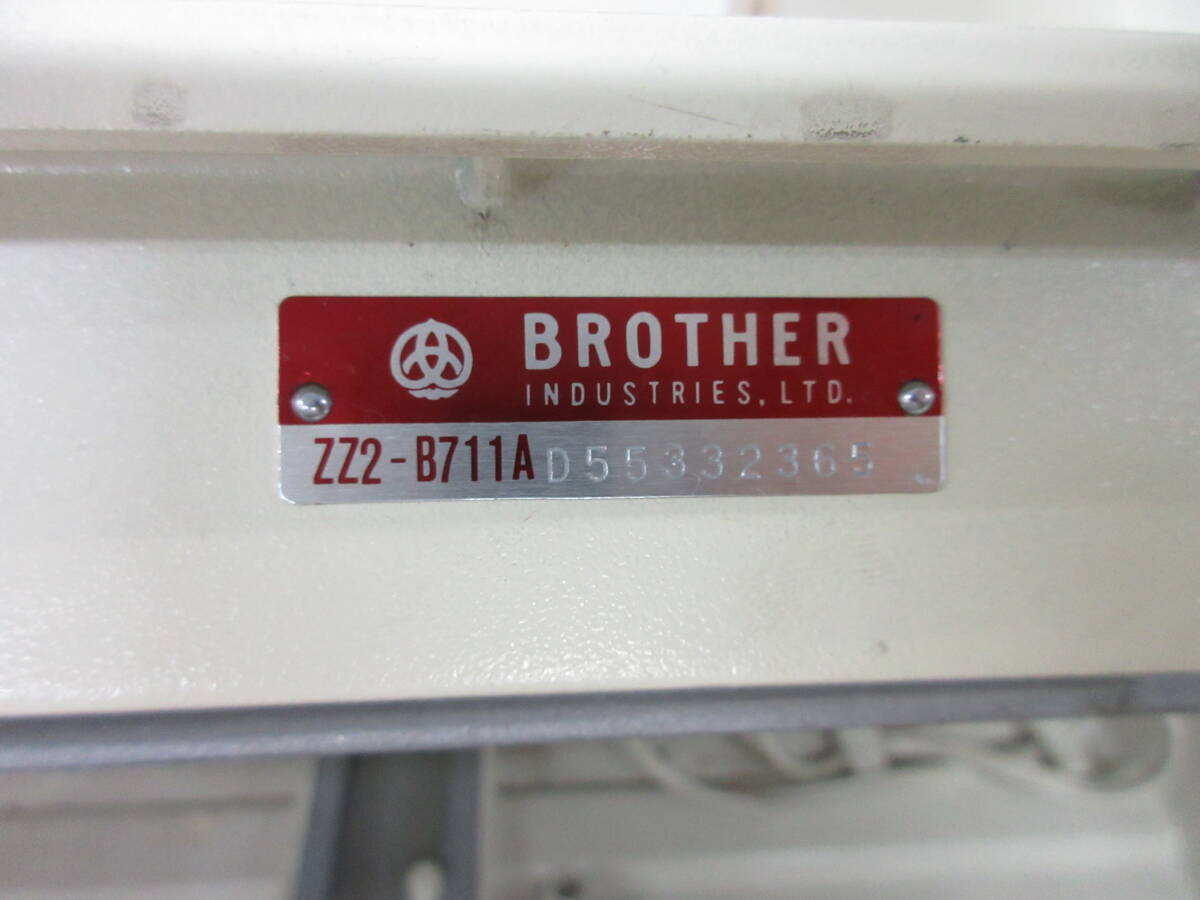 BROTHER
INDUSTRIES, LTD.
ZZ2-B711A D55332365